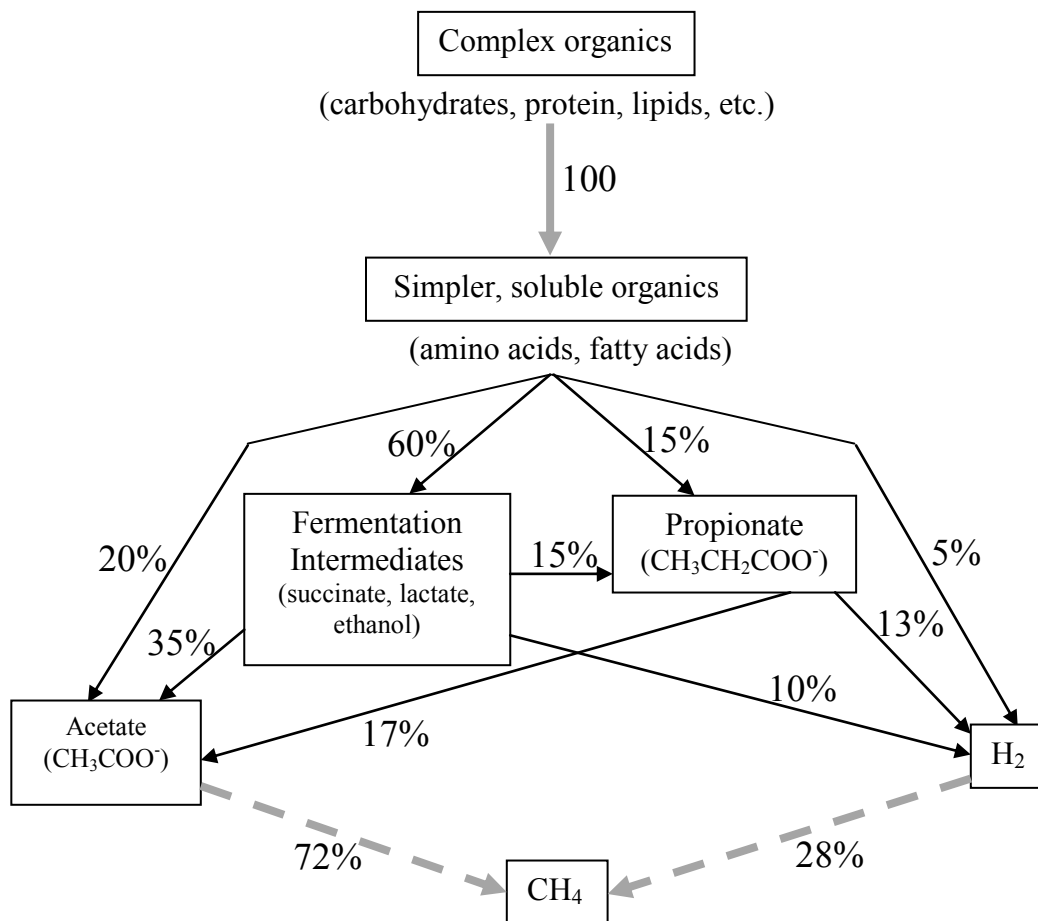 Complex organics
(carbohydrates, protein, lipids, etc.)
100
Simpler, soluble organics
(amino acids, fatty acids)
60%
15%
20%
5%
Fermentation
Intermediates
(succinate, lactate,
ethanol)
15%
Propionate
(CH₃CH₂COO⁻)
35%
13%
10%
17%
Acetate
(CH₃COO⁻)
H₂
72%
28%
CH₄